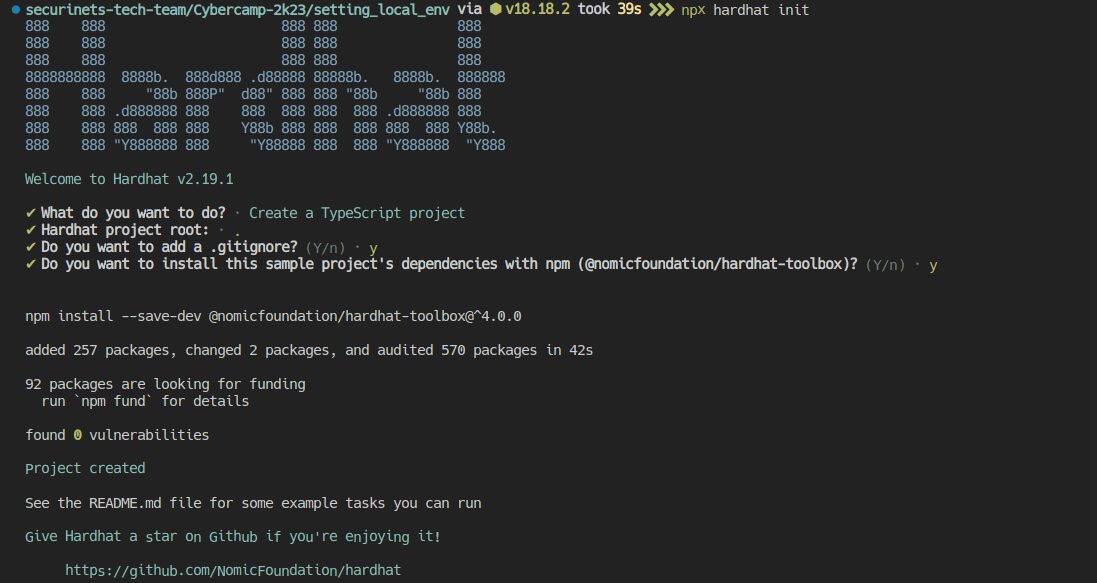 securinets-tech-team/Cybercamp-2k23/setting_local_env via v18.18.2 took 39s ❯❯❯ npx hardhat init
888    888                      888 888               888
888    888                      888 888               888
888    888                      888 888               888
8888888888  8888b.  888d888 .d88888 88888b.   8888b.  888888
888    888     "88b 888P"  d88" 888 888 "88b     "88b 888
888    888 .d888888 888    888  888 888  888 .d888888 888
888    888 888  888 888    Y88b 888 888  888 888  888 Y88b.
888    888 "Y888888 888     "Y88888 888  888 "Y888888  "Y888
Welcome to Hardhat v2.19.1
✔ What do you want to do? · Create a TypeScript project
✔ Hardhat project root: · .
✔ Do you want to add a .gitignore? (Y/n) · y
✔ Do you want to install this sample project's dependencies with npm (@nomicfoundation/hardhat-toolbox)? (Y/n) · y
npm install --save-dev @nomicfoundation/hardhat-toolbox@^4.0.0
added 257 packages, changed 2 packages, and audited 570 packages in 42s
92 packages are looking for funding
  run `npm fund` for details
found 0 vulnerabilities
Project created
See the README.md file for some example tasks you can run
Give Hardhat a star on Github if you're enjoying it!
     https://github.com/NomicFoundation/hardhat